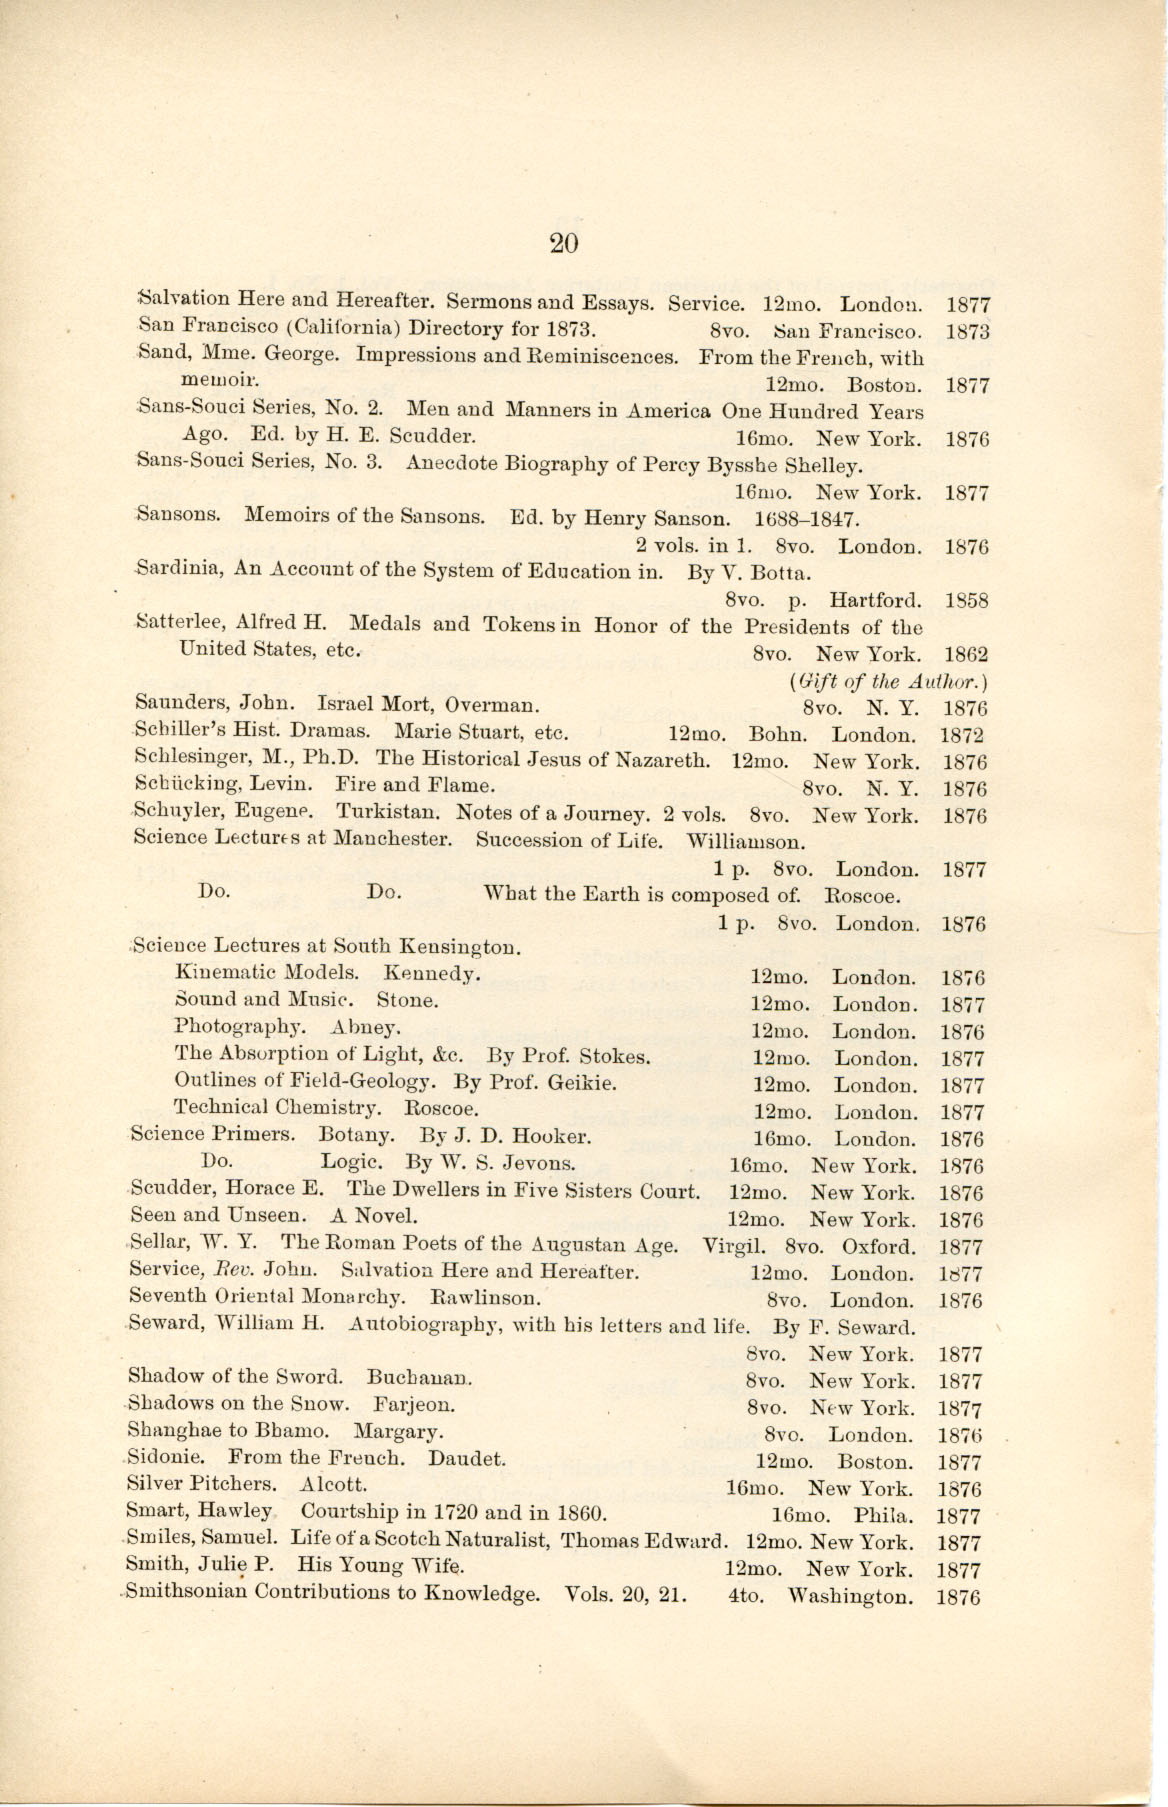 20
Salvation Here and Hereafter. Sermons and Essays. Service. 12mo. London. 1877
San Francisco (California) Directory for 1873. 8vo. San Francisco. 1873
Sand, Mme. George. Impressions and Reminiscences. From the French, with
memoir. 12mo. Boston. 1877
Sans-Souci Series, No. 2. Men and Manners in America One Hundred Years
Ago. Ed. by H. E. Scudder. 16mo. New York. 1876
Sans-Souci Series, No. 3. Anecdote Biography of Percy Bysshe Shelley.
16mo. New York. 1877
Sansons. Memoirs of the Sansons. Ed. by Henry Sanson. 1688–1847.
2 vols. in 1. 8vo. London. 1876
Sardinia, An Account of the System of Education in. By V. Botta.
8vo. p. Hartford. 1858
Satterlee, Alfred H. Medals and Tokens in Honor of the Presidents of the
United States, etc. 8vo. New York. 1862
(Gift of the Author.)
Saunders, John. Israel Mort, Overman. 8vo. N. Y. 1876
Schiller's Hist. Dramas. Marie Stuart, etc. 12mo. Bohn. London. 1872
Schlesinger, M., Ph.D. The Historical Jesus of Nazareth. 12mo. New York. 1876
Schücking, Levin. Fire and Flame. 8vo. N. Y. 1876
Schuyler, Eugene. Turkistan. Notes of a Journey. 2 vols. 8vo. New York. 1876
Science Lectures at Manchester. Succession of Life. Williamson.
1 p. 8vo. London. 1877
Do. Do. What the Earth is composed of. Roscoe.
1 p. 8vo. London. 1876
Science Lectures at South Kensington.
Kinematic Models. Kennedy. 12mo. London. 1876
Sound and Music. Stone. 12mo. London. 1877
Photography. Abney. 12mo. London. 1876
The Absorption of Light, &c. By Prof. Stokes. 12mo. London. 1877
Outlines of Field-Geology. By Prof. Geikie. 12mo. London. 1877
Technical Chemistry. Roscoe. 12mo. London. 1877
Science Primers. Botany. By J. D. Hooker. 16mo. London. 1876
Do. Logic. By W. S. Jevons. 16mo. New York. 1876
Scudder, Horace E. The Dwellers in Five Sisters Court. 12mo. New York. 1876
Seen and Unseen. A Novel. 12mo. New York. 1876
Sellar, W. Y. The Roman Poets of the Augustan Age. Virgil. 8vo. Oxford. 1877
Service, Rev. John. Salvation Here and Hereafter. 12mo. London. 1877
Seventh Oriental Monarchy. Rawlinson. 8vo. London. 1876
Seward, William H. Autobiography, with his letters and life. By F. Seward.
8vo. New York. 1877
Shadow of the Sword. Buchanan. 8vo. New York. 1877
Shadows on the Snow. Farjeon. 8vo. New York. 1877
Shanghae to Bhamo. Margary. 8vo. London. 1876
Sidonie. From the French. Daudet. 12mo. Boston. 1877
Silver Pitchers. Alcott. 16mo. New York. 1876
Smart, Hawley Courtship in 1720 and in 1860. 16mo. Phila. 1877
Smiles, Samuel. Life of a Scotch Naturalist, Thomas Edward. 12mo. New York. 1877
Smith, Julie P. His Young Wife. 12mo. New York. 1877
Smithsonian Contributions to Knowledge. Vols. 20, 21. 4to. Washington. 1876